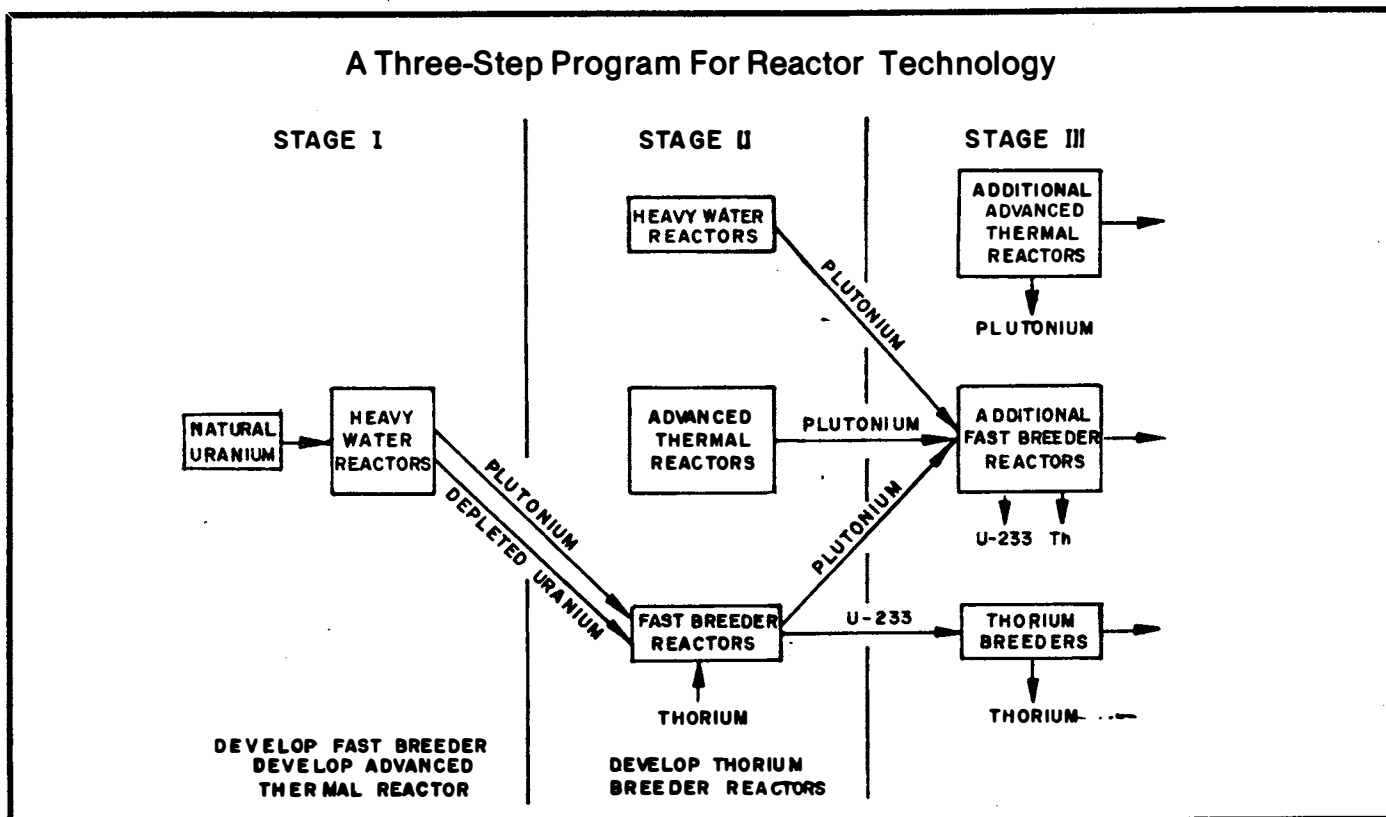 A Three-Step Program For Reactor Technology
STAGE I
STAGE II
STAGE III
NATURAL
URANIUM
HEAVY
WATER
REACTORS
PLUTONIUM
DEPLETED URANIUM
DEVELOP FAST BREEDER
DEVELOP ADVANCED
THERMAL REACTOR
HEAVY WATER
REACTORS
PLUTONIUM
ADVANCED
THERMAL
REACTORS
PLUTONIUM
PLUTONIUM
FAST BREEDER
REACTORS
U-233
THORIUM
DEVELOP THORIUM
BREEDER REACTORS
ADDITIONAL
ADVANCED
THERMAL
REACTORS
PLUTONIUM
ADDITIONAL
FAST BREEDER
REACTORS
U-233 Th
THORIUM
BREEDERS
THORIUM